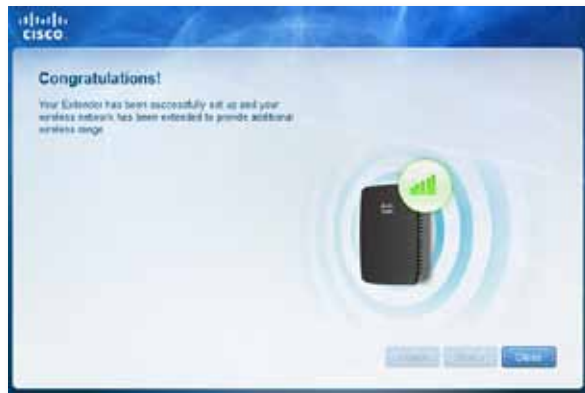 CISCO
Congratulations!
Your Extender has been successfully set up and your
wireless network has been extended to provide additional
wireless range
Close